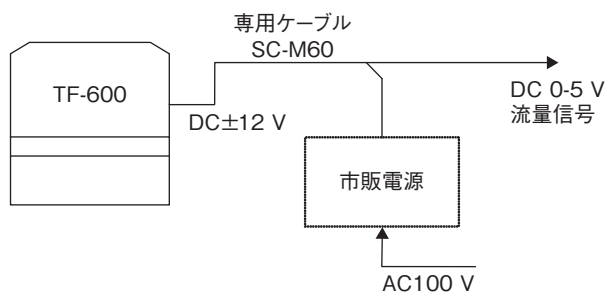 専用ケーブル
SC-M60
TF-600
DC±12 V
DC 0-5 V
流量信号
市販電源
AC100 V